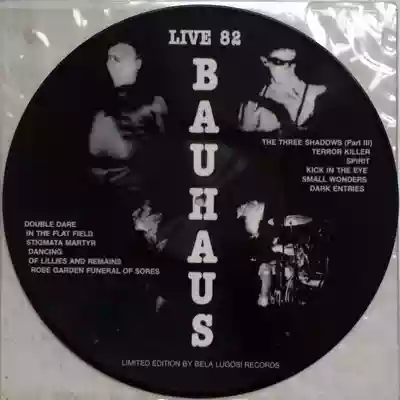 LIVE 82
BAUHAUS
THE THREE SHADOWS (Part III)
TERROR KILLER
SPIRIT
KICK IN THE EYE
SMALL WONDERS
DARK ENTRIES
DOUBLE DARE
IN THE FLAT FIELD
STIGMATA MARTYR
DANCING
OF LILLIES AND REMAINS
ROSE GARDEN FUNERAL OF SORES
LIMITED EDITION BY BELA LUGOSI RECORDS